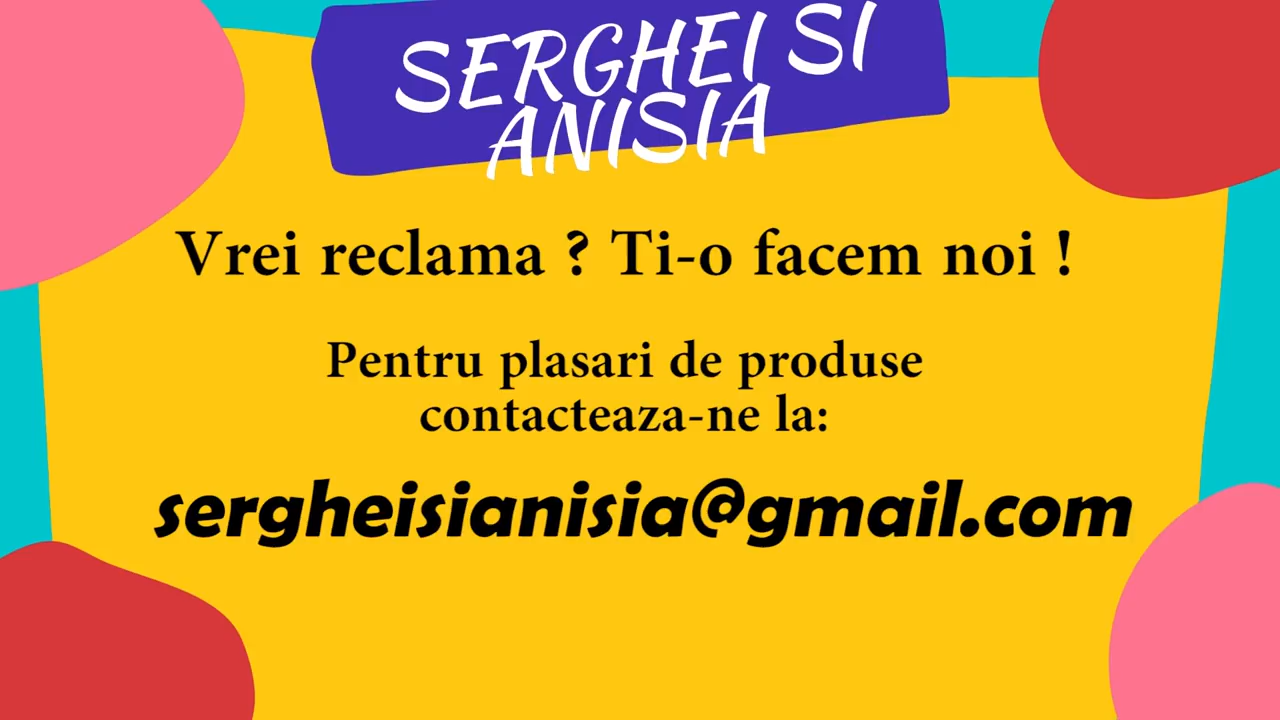 SERGHEI SI
ANISIA
Vrei reclama ? Ti-o facem noi !
Pentru plasari de produse
contacteaza-ne la:
sergheisianisia@gmail.com